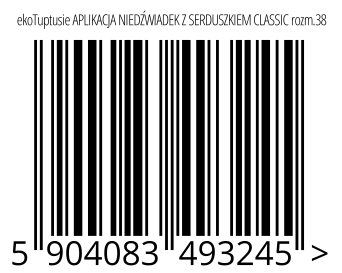 ekoTuptusie APLIKACJA NIEDŹWIADEK Z SERDUSZKIEM CLASSIC rozm.38
5 904083 493245 >